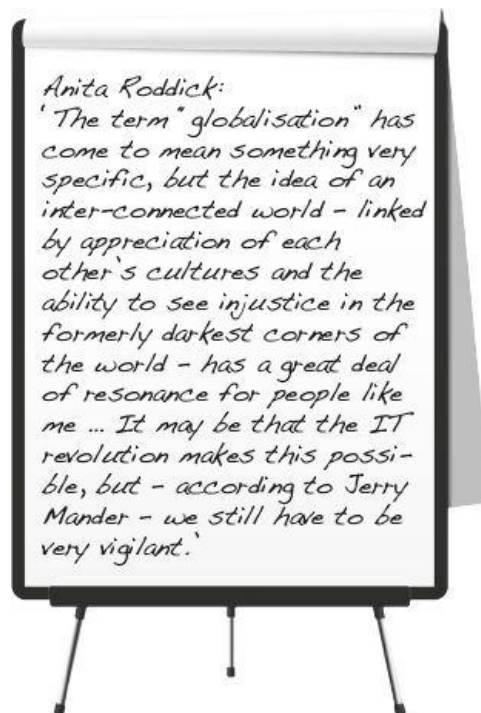 Anita Roddick:
'The term "globalisation" has
come to mean something very
specific, but the idea of an
inter-connected world – linked
by appreciation of each
other's cultures and the
ability to see injustice in the
formerly darkest corners of
the world – has a great deal
of resonance for people like
me ... It may be that the IT
revolution makes this possi-
ble, but – according to Jerry
Mander – we still have to be
very vigilant.'